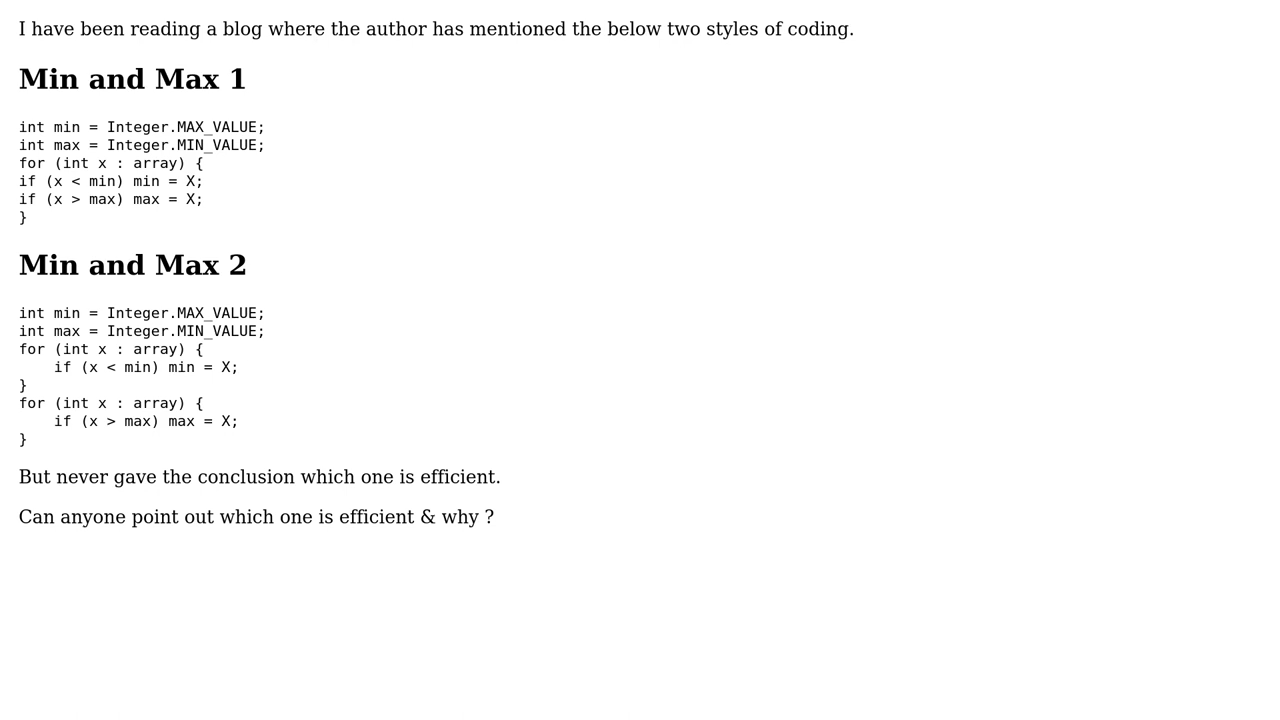 I have been reading a blog where the author has mentioned the below two styles of coding.
Min and Max 1
int min = Integer.MAX_VALUE;
int max = Integer.MIN_VALUE;
for (int x : array) {
if (x < min) min = X;
if (x > max) max = X;
}
Min and Max 2
int min = Integer.MAX_VALUE;
int max = Integer.MIN_VALUE;
for (int x : array) {
    if (x < min) min = X;
}
for (int x : array) {
    if (x > max) max = X;
}
But never gave the conclusion which one is efficient.
Can anyone point out which one is efficient & why ?